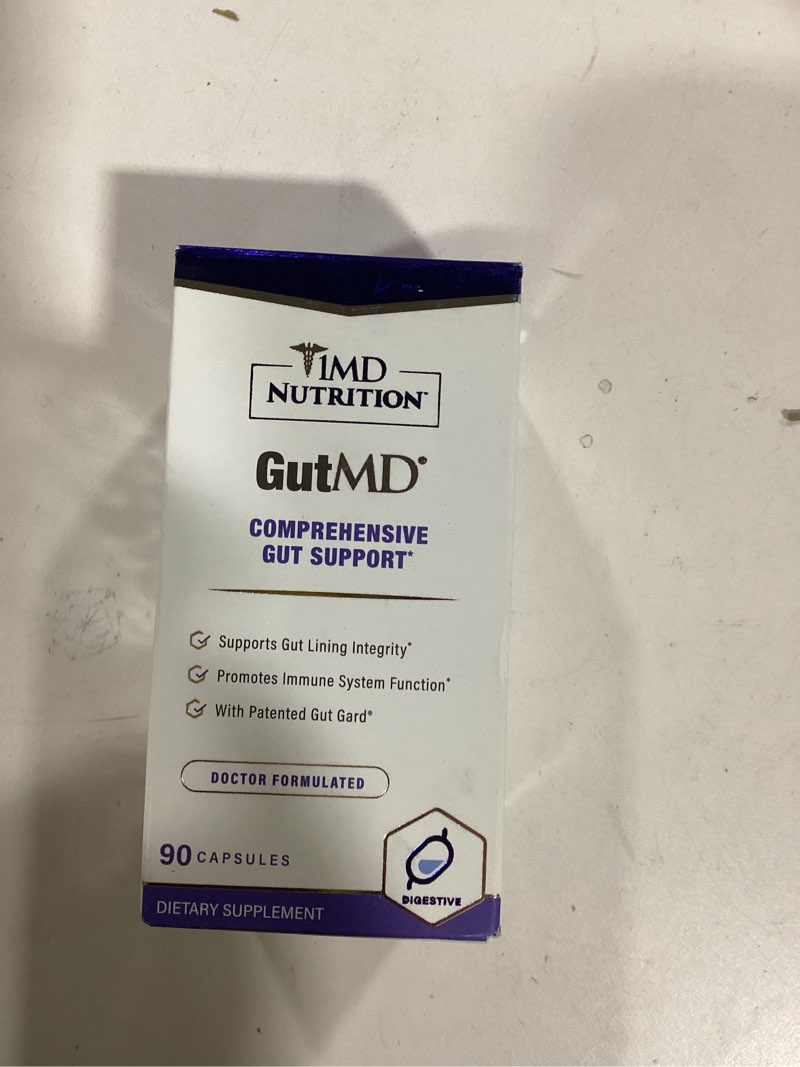 1MD
NUTRITION™
GutMD®
COMPREHENSIVE
GUT SUPPORT*
Supports Gut Lining Integrity*
Promotes Immune System Function*
With Patented Gut Gard®
DOCTOR FORMULATED
90 CAPSULES
DIGESTIVE
DIETARY SUPPLEMENT